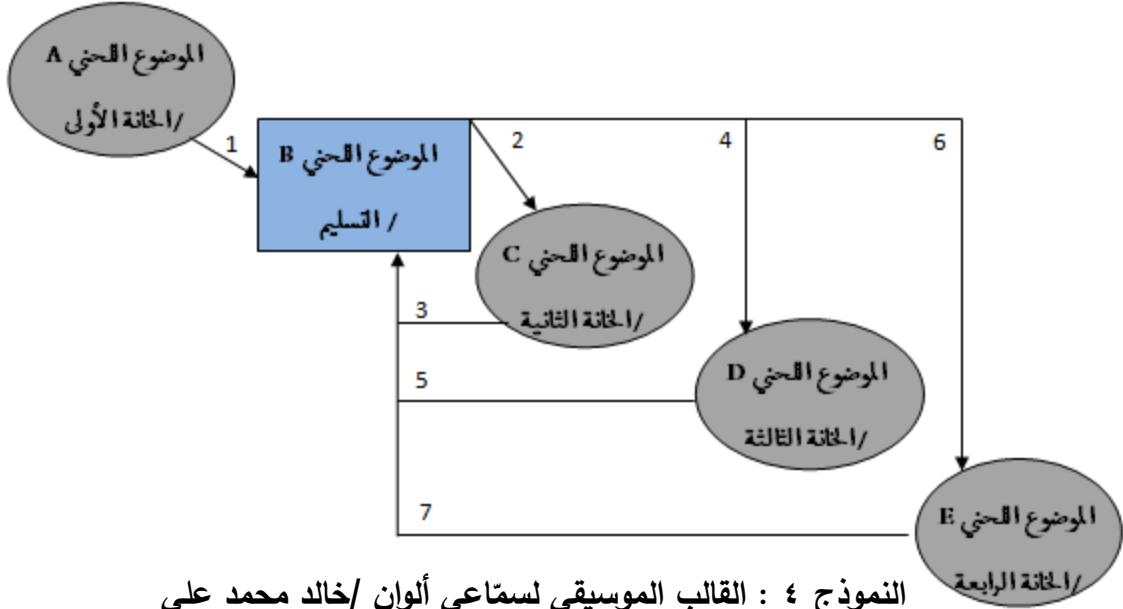 الموضوع اللحني A
/الخانة الأولى
1
الموضوع اللحني B
/ التسليم
2
4
6
الموضوع اللحني C
/الخانة الثانية
3
الموضوع اللحني D
/الخانة الثالثة
5
الموضوع اللحني E
/الخانة الرابعة
7
النموذج ٤ : القالب الموسيقي لسمّاعي ألوان /خالد محمد علي